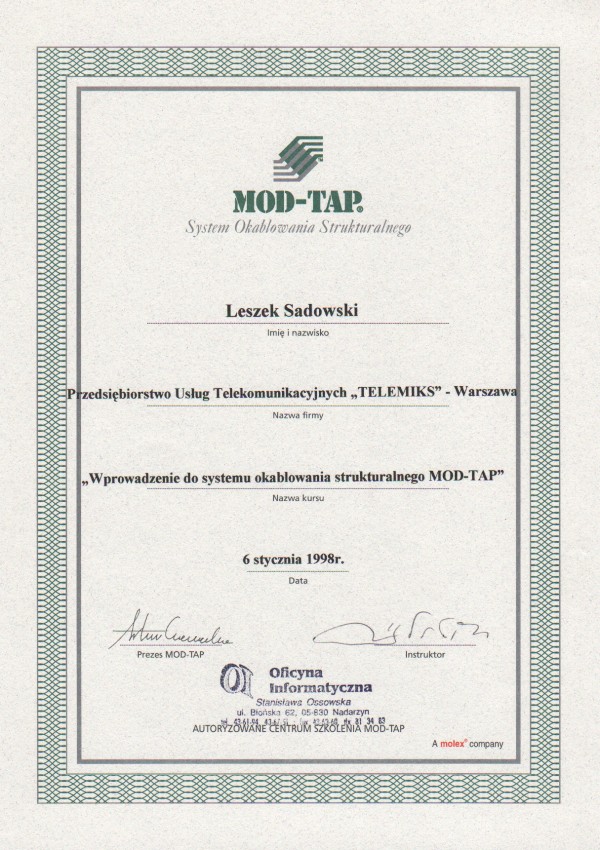 MOD-TAP®
System Okablowania Strukturalnego
Leszek Sadowski
Imię i nazwisko
Przedsiębiorstwo Usług Telekomunikacyjnych „TELEMIKS” - Warszawa
Nazwa firmy
„Wprowadzenie do systemu okablowania strukturalnego MOD-TAP”
Nazwa kursu
6 stycznia 1998r.
Data
Prezes MOD-TAP
Instruktor
Oficyna
Informatyczna
Stanisława Ossowska
ul. Błońska 62, 05-830 Nadarzyn
tel.
AUTORYZOWANE CENTRUM SZKOLENIA MOD-TAP
A molex® company